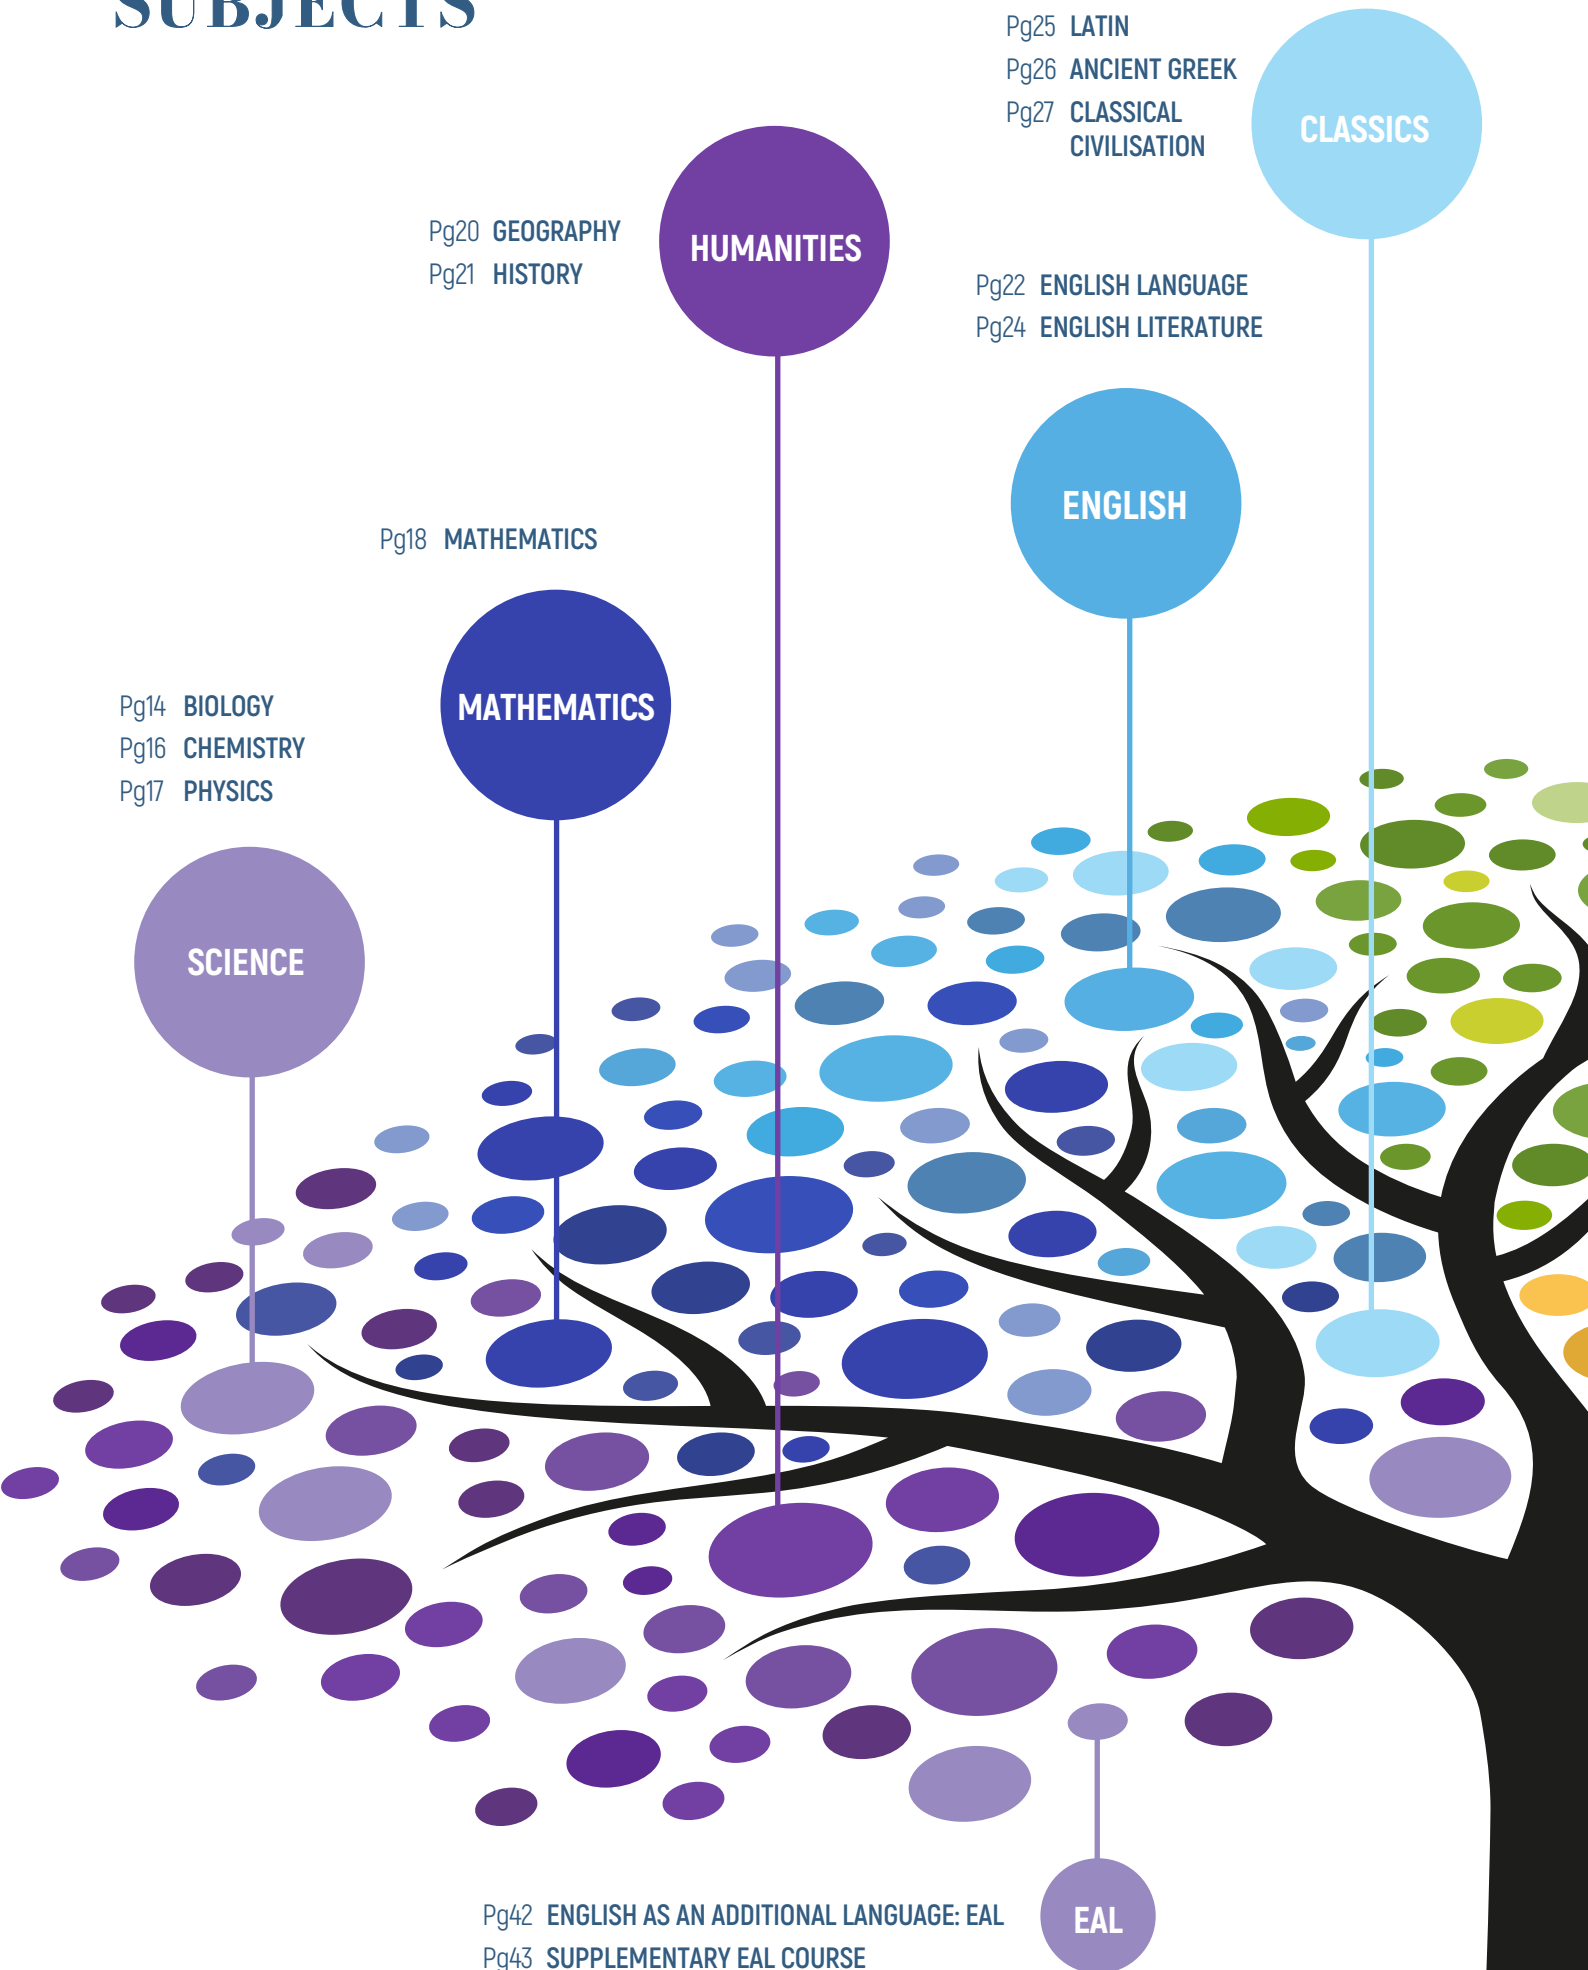 SUBJECTS
Pg25 LATIN
Pg26 ANCIENT GREEK
Pg27 CLASSICAL
CIVILISATION
CLASSICS
Pg20 GEOGRAPHY
Pg21 HISTORY
HUMANITIES
Pg22 ENGLISH LANGUAGE
Pg24 ENGLISH LITERATURE
ENGLISH
Pg18 MATHEMATICS
MATHEMATICS
Pg14 BIOLOGY
Pg16 CHEMISTRY
Pg17 PHYSICS
SCIENCE
Pg42 ENGLISH AS AN ADDITIONAL LANGUAGE: EAL
Pg43 SUPPLEMENTARY EAL COURSE
EAL